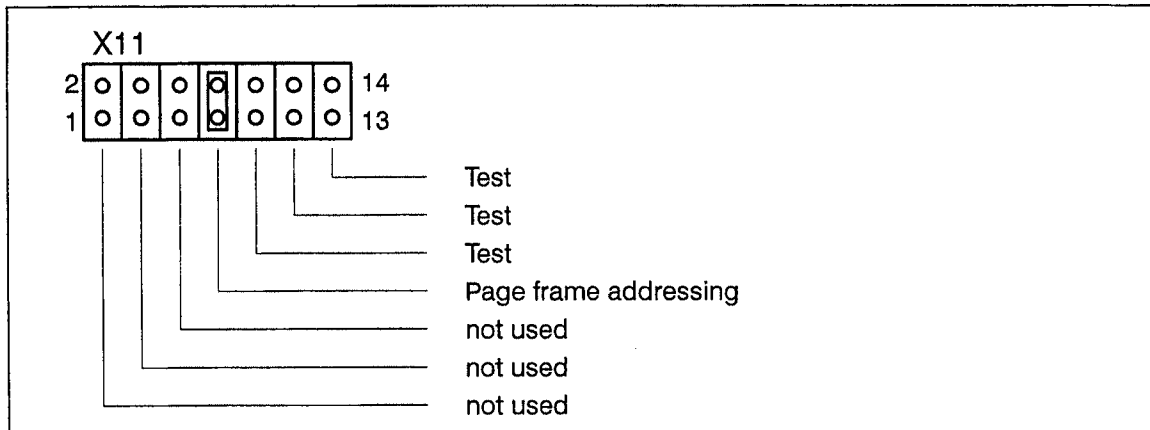 X11
2 14
1 13
Test
Test
Test
Page frame addressing
not used
not used
not used